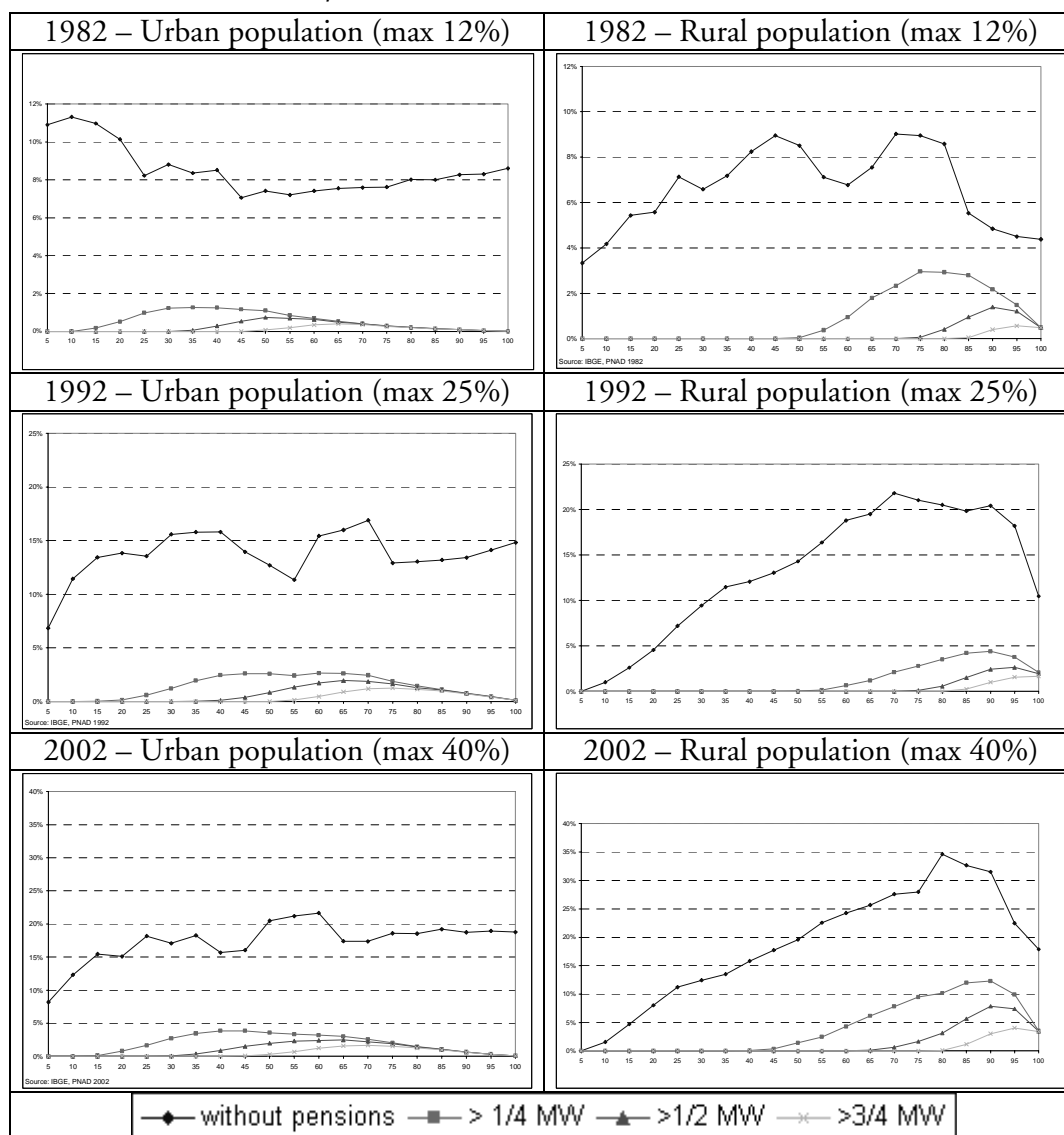 1982 – Urban population (max 12%)
1982 – Rural population (max 12%)
12%
10%
8%
6%
4%
2%
0%
5 10 15 20 25 30 35 40 45 50 55 60 65 70 75 80 85 90 95 100
12%
10%
8%
6%
4%
2%
0%
5 10 15 20 25 30 35 40 45 50 55 60 65 70 75 80 85 90 95 100
Source: IBGE, PNAD 1982
1992 – Urban population (max 25%)
1992 – Rural population (max 25%)
25%
20%
15%
10%
5%
0%
5 10 15 20 25 30 35 40 45 50 55 60 65 70 75 80 85 90 95 100
Source: IBGE, PNAD 1992
25%
20%
15%
10%
5%
0%
5 10 15 20 25 30 35 40 45 50 55 60 65 70 75 80 85 90 95 100
2002 – Urban population (max 40%)
2002 – Rural population (max 40%)
40%
35%
30%
25%
20%
15%
10%
5%
0%
5 10 15 20 25 30 35 40 45 50 55 60 65 70 75 80 85 90 95 100
Source: IBGE, PNAD 2002
40%
35%
30%
25%
20%
15%
10%
5%
0%
5 10 15 20 25 30 35 40 45 50 55 60 65 70 75 80 85 90 95 100
without pensions > 1/4 MW >1/2 MW >3/4 MW